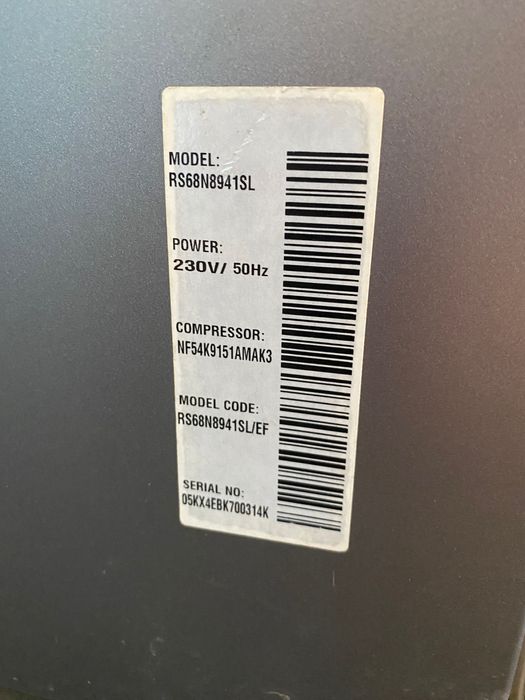 MODEL:
RS68N8941SL
POWER:
230V/ 50Hz
COMPRESSOR:
NF54K9151AMAK3
MODEL CODE:
RS68N8941SL/EF
SERIAL NO:
05KX4EBK700314K